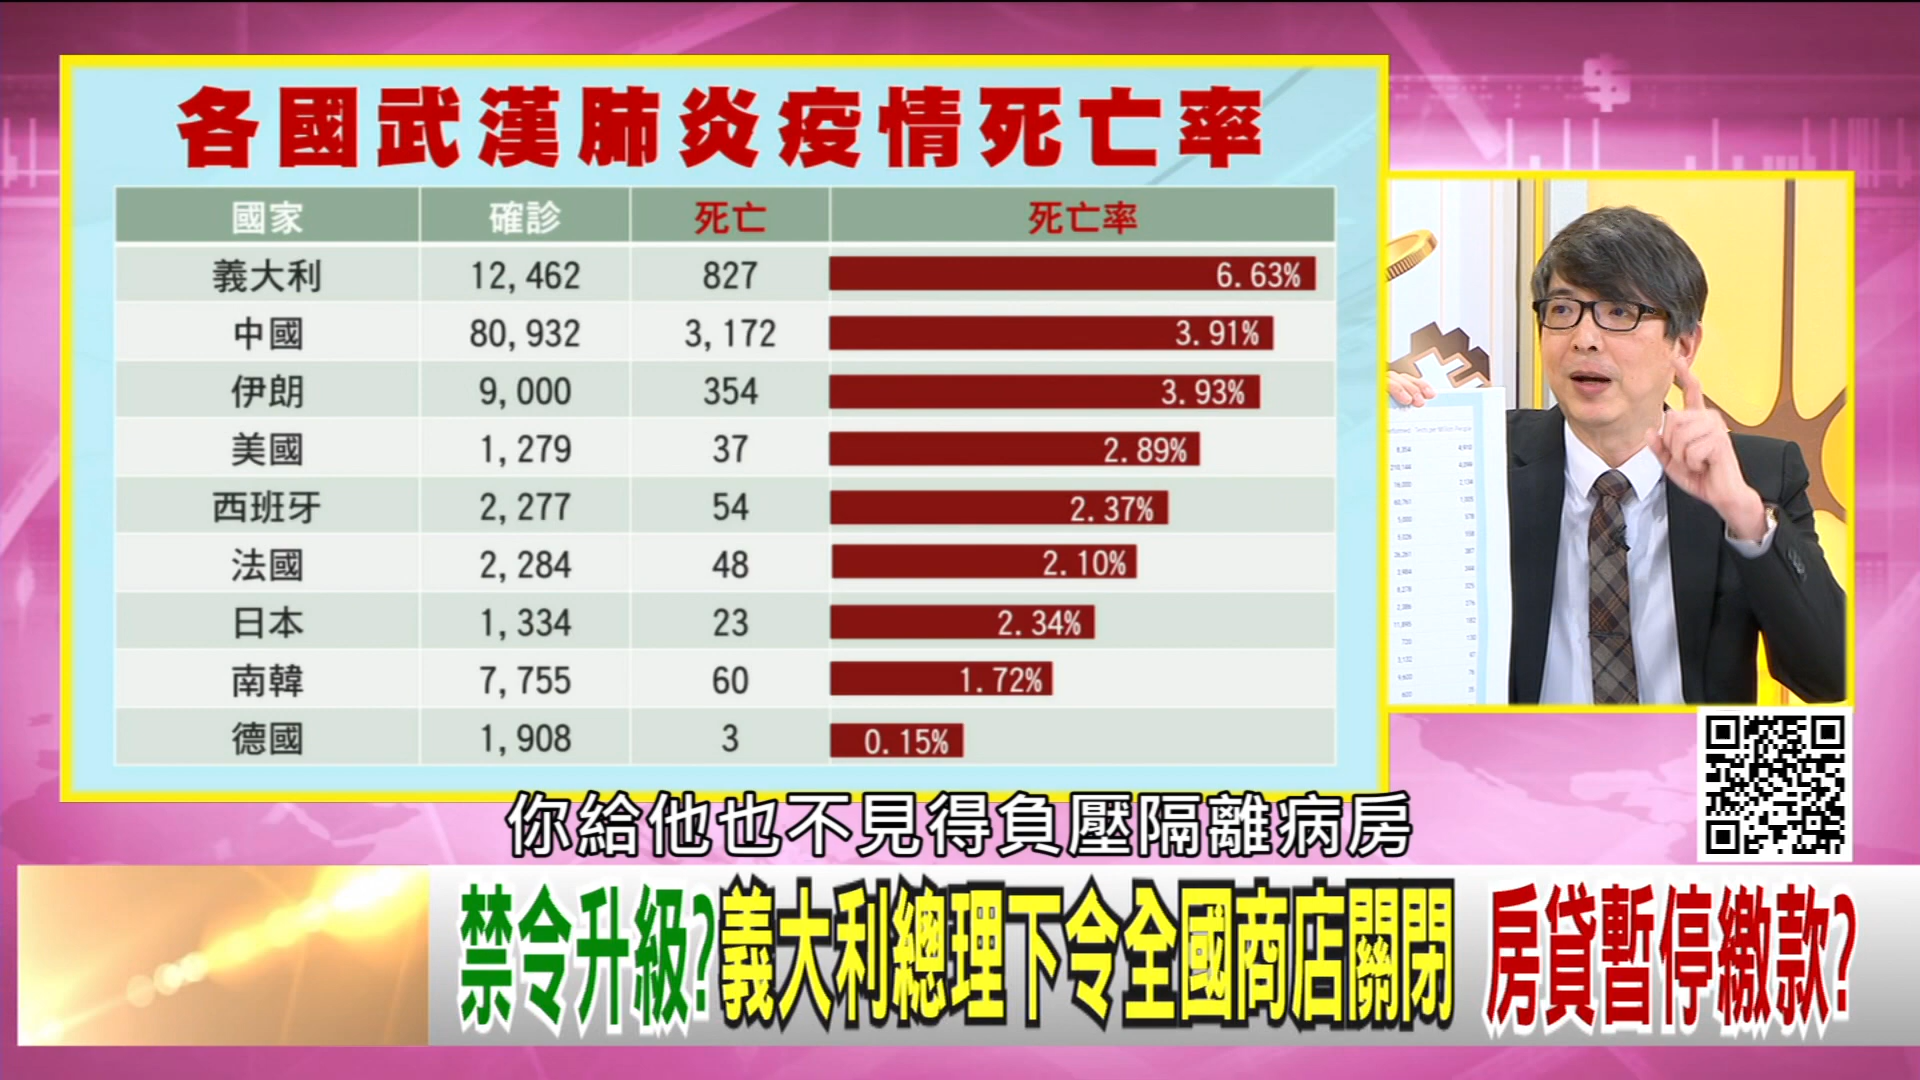 各國武漢肺炎疫情死亡率
國家 確診 死亡 死亡率
義大利 12,462 827 6.63%
中國 80,932 3,172 3.91%
伊朗 9,000 354 3.93%
美國 1,279 37 2.89%
西班牙 2,277 54 2.37%
法國 2,284 48 2.10%
日本 1,334 23 2.34%
南韓 7,755 60 1.72%
德國 1,908 3 0.15%
你給他也不見得負壓隔離病房
禁令升級?義大利總理下令全國商店關閉 房貸暫停繳款?